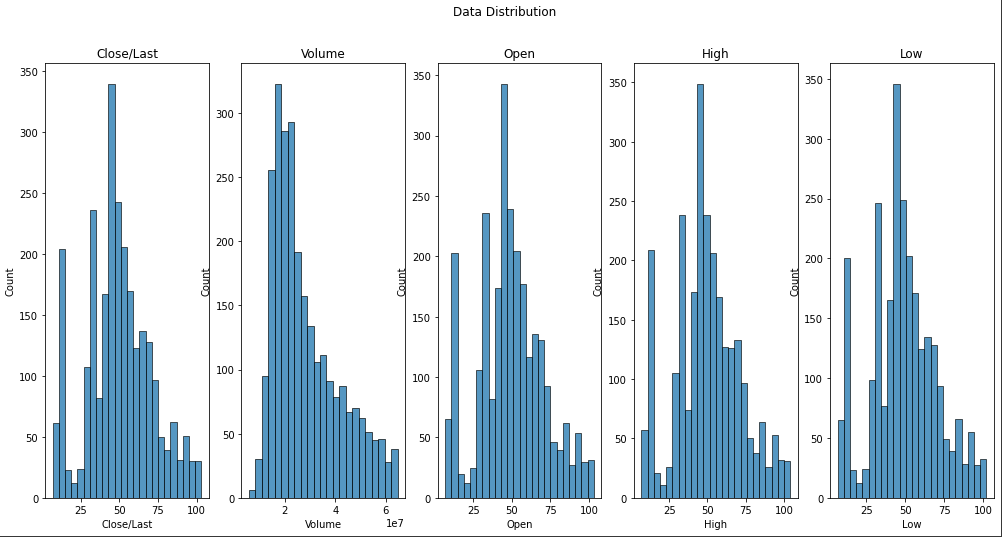 Data Distribution
Close/Last Volume Open High Low
350 300 250 200 150 100 50 0
300 250 200 150 100 50 0
350 300 250 200 150 100 50 0
350 300 250 200 150 100 50 0
350 300 250 200 150 100 50 0
Count Count Count Count Count
25 50 75 100 2 4 6 25 50 75 100 25 50 75 100 25 50 75 100
1e7
Close/Last Volume Open High Low